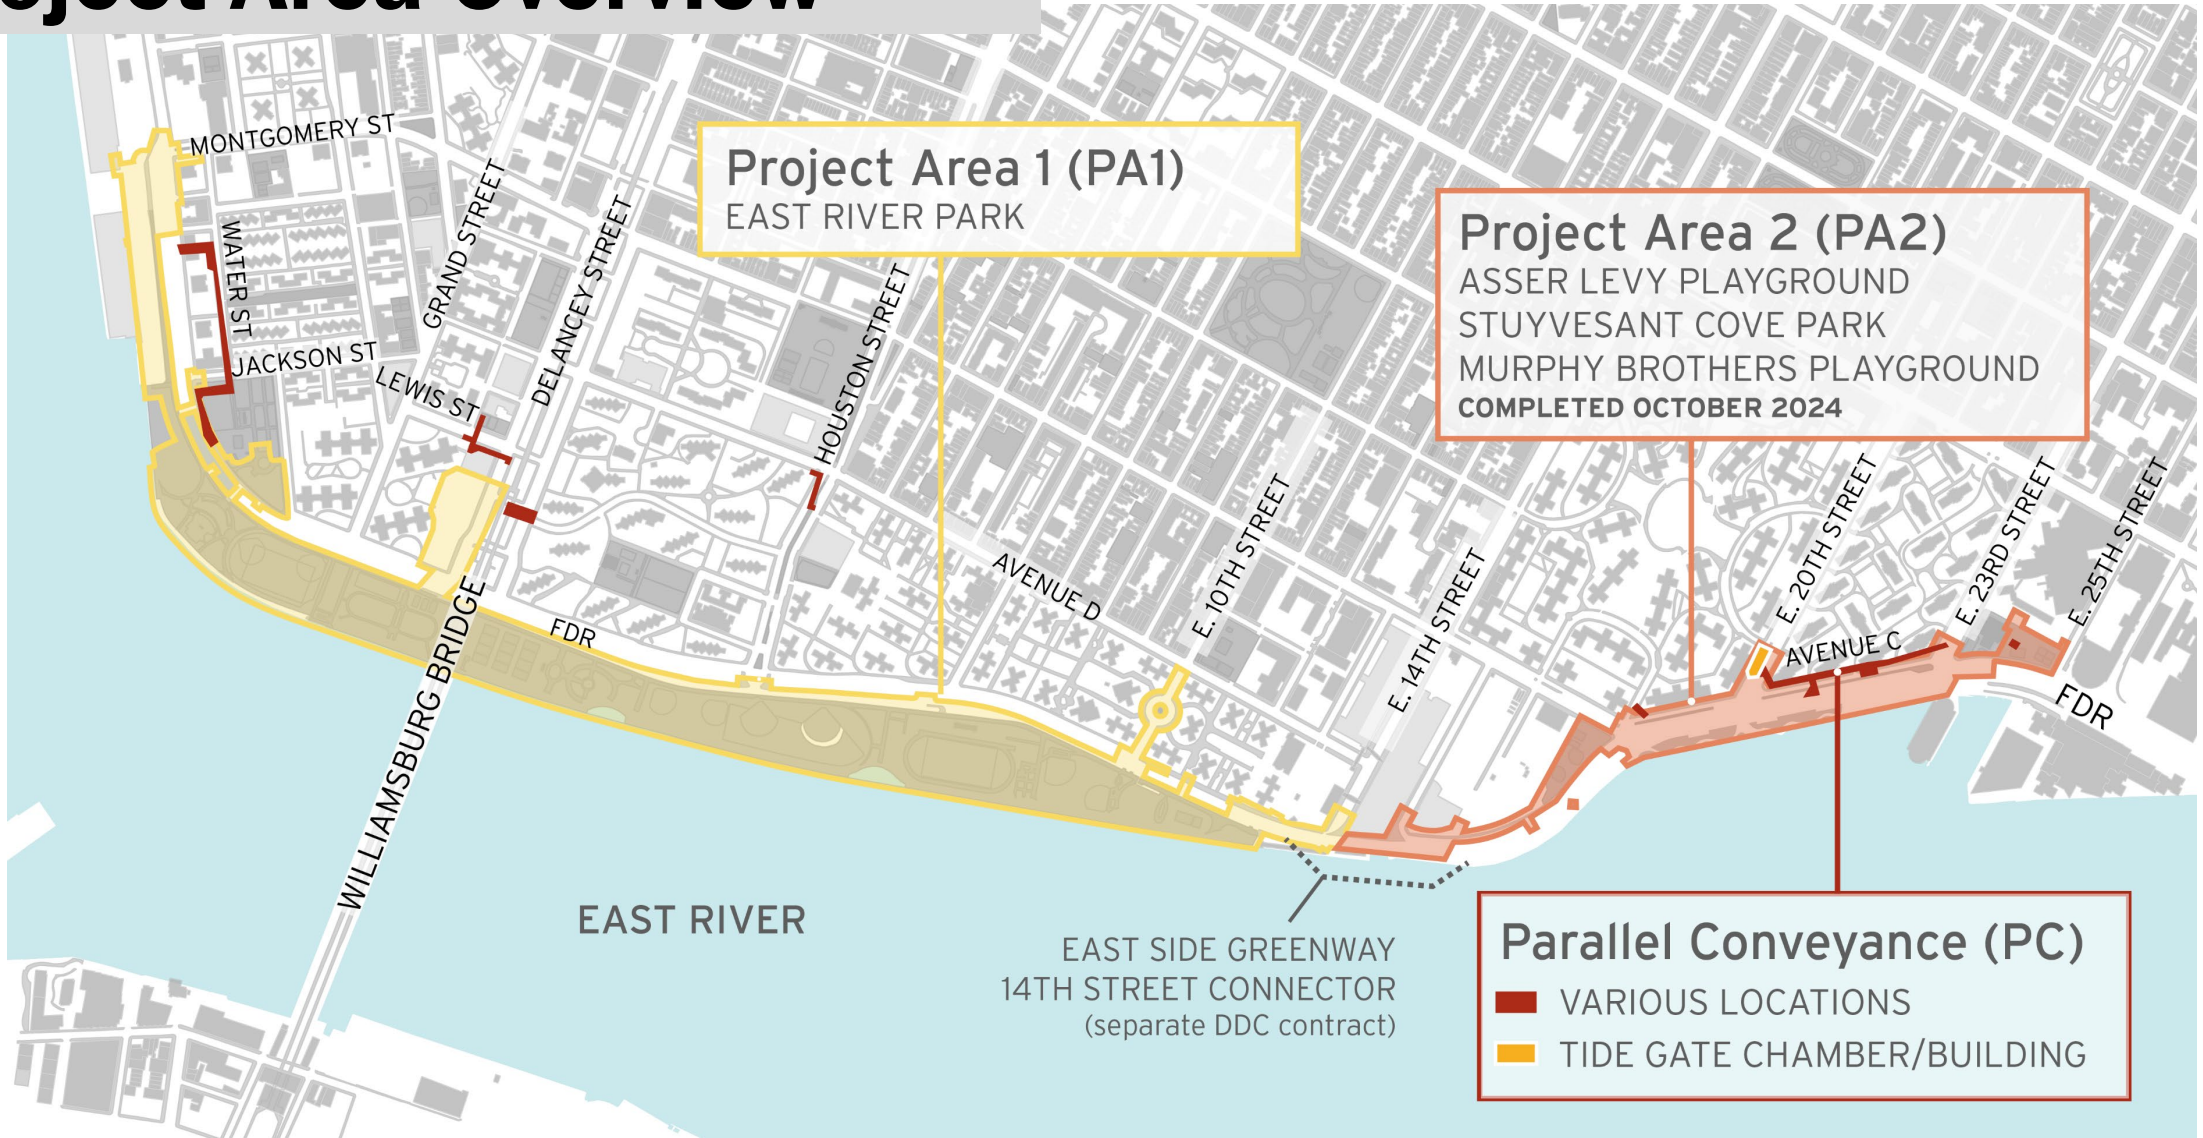 Project Area Overview
MONTGOMERY ST
WATER ST
JACKSON ST
GRAND STREET
LEWIS ST
DELANCEY STREET
HOUSTON STREET
Project Area 1 (PA1)
EAST RIVER PARK
Project Area 2 (PA2)
ASSER LEVY PLAYGROUND
STUYVESANT COVE PARK
MURPHY BROTHERS PLAYGROUND
COMPLETED OCTOBER 2024
AVENUE D
E. 10TH STREET
E. 14TH STREET
E. 20TH STREET
E. 23RD STREET
E. 25TH STREET
AVENUE C
FDR
FDR
WILLIAMSBURG BRIDGE
EAST RIVER
EAST SIDE GREENWAY
14TH STREET CONNECTOR
(separate DDC contract)
Parallel Conveyance (PC)
VARIOUS LOCATIONS
TIDE GATE CHAMBER/BUILDING